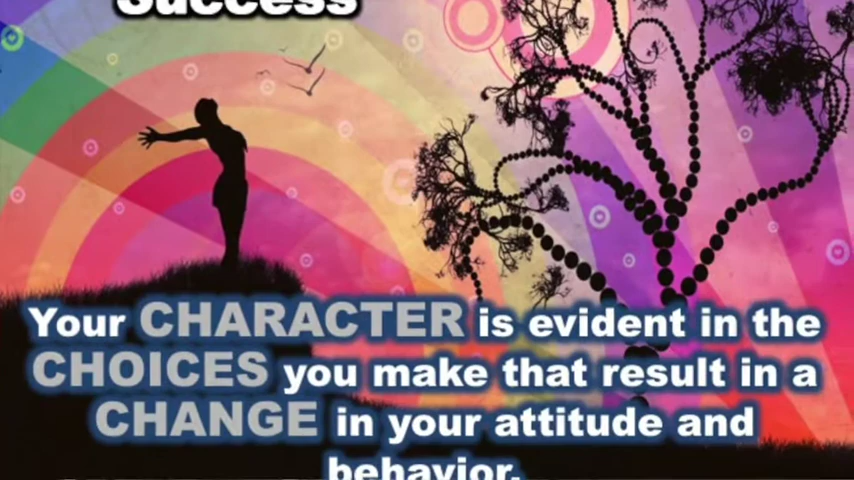 Success
Your CHARACTER is evident in the
CHOICES you make that result in a
CHANGE in your attitude and
behavior.